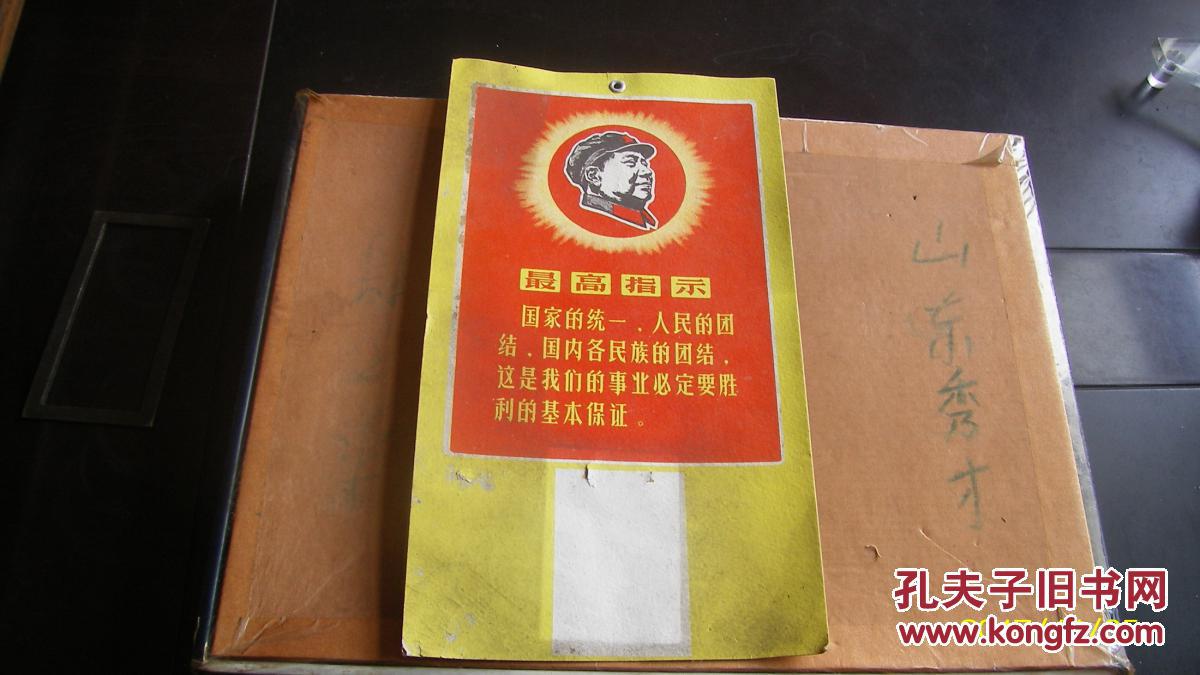 最高指示
国家的统一，人民的团
结，国内各民族的团结，
这是我们的事业必定要胜
利的基本保证。
山
秀
才
孔夫子旧书网
www.kongfz.com